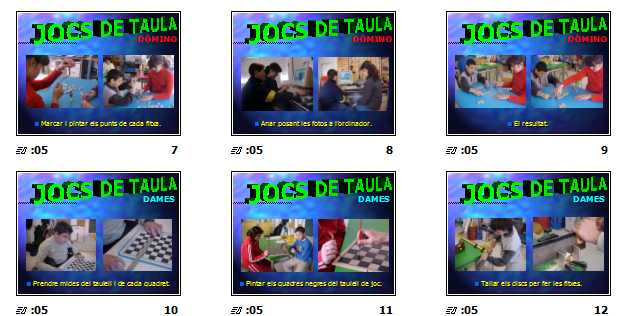 JOCS DE TAULA
DÒMINO
Marcar i pintar els punts de cada fitxa.
:05 7
JOCS DE TAULA
DÒMINO
Anar posant les fotos a l'ordinador.
:05 8
JOCS DE TAULA
DÒMINO
El resultat.
:05 9
JOCS DE TAULA
DAMES
Prendre mides del taulell i de cada quadret.
:05 10
JOCS DE TAULA
DAMES
Pintar els quadres negres del taulell de joc.
:05 11
JOCS DE TAULA
DAMES
Tallar els discs per fer les fitxes.
:05 12